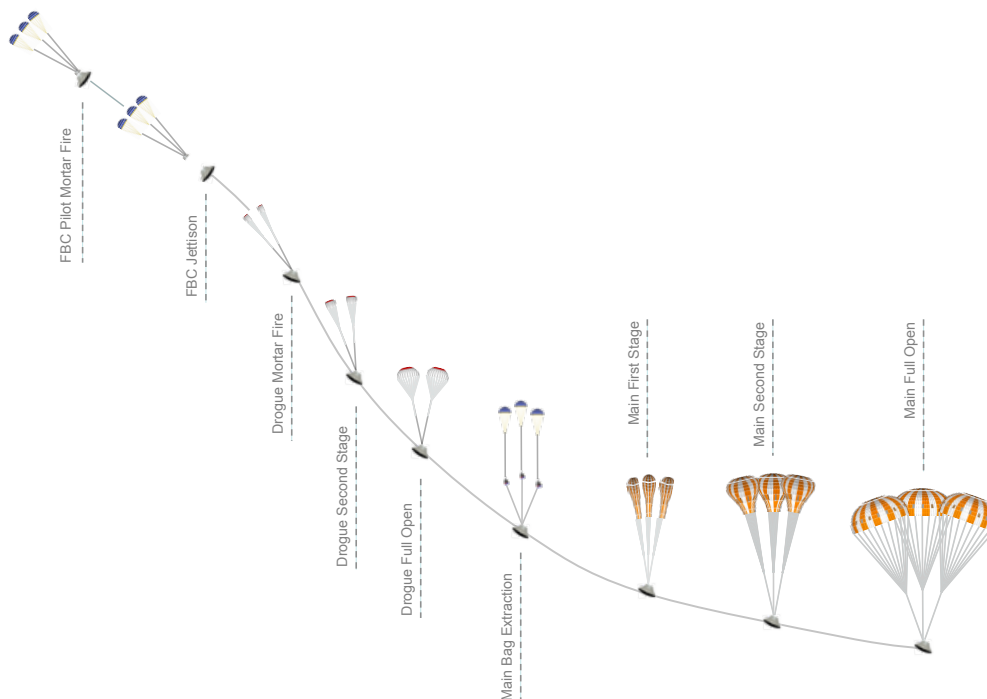 FBC Pilot Mortar Fire
FBC Jettison
Drogue Mortar Fire
Drogue Second Stage
Drogue Full Open
Main Bag Extraction
Main First Stage
Main Second Stage
Main Full Open